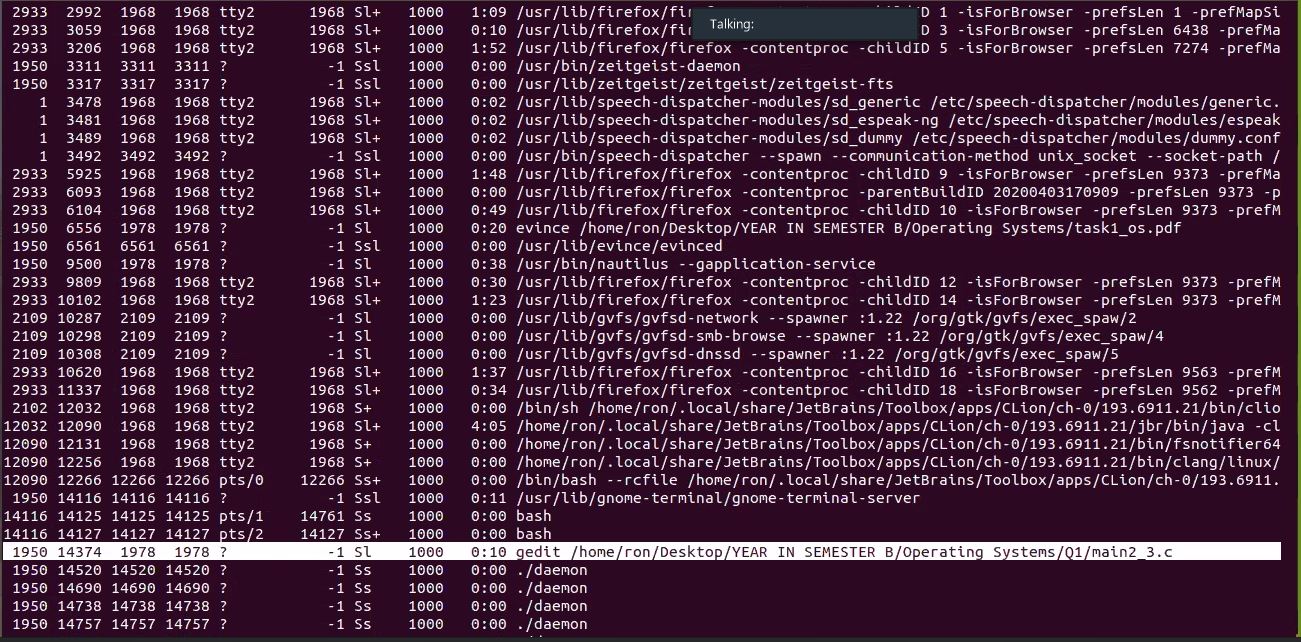 2933 2992 1968 1968 tty2 1968 Sl+ 1000 1:09 /usr/lib/firefox/fir -childID 1 -isForBrowser -prefsLen 1 -prefMapSi
Talking:
2933 3059 1968 1968 tty2 1968 Sl+ 1000 0:10 /usr/lib/firefox/fir D 3 -isForBrowser -prefsLen 6438 -prefMa
2933 3206 1968 1968 tty2 1968 Sl+ 1000 1:52 /usr/lib/firefox/firefox -contentproc -childID 5 -isForBrowser -prefsLen 7274 -prefMa
1950 3311 3311 3311 ? -1 Ssl 1000 0:00 /usr/bin/zeitgeist-daemon
1950 3317 3317 3317 ? -1 Ssl 1000 0:00 /usr/lib/zeitgeist/zeitgeist/zeitgeist-fts
1 3478 1968 1968 tty2 1968 Sl+ 1000 0:02 /usr/lib/speech-dispatcher-modules/sd_generic /etc/speech-dispatcher/modules/generic.
1 3481 1968 1968 tty2 1968 Sl+ 1000 0:02 /usr/lib/speech-dispatcher-modules/sd_espeak-ng /etc/speech-dispatcher/modules/espeak
1 3489 1968 1968 tty2 1968 Sl+ 1000 0:02 /usr/lib/speech-dispatcher-modules/sd_dummy /etc/speech-dispatcher/modules/dummy.conf
1 3492 3492 3492 ? -1 Ssl 1000 0:00 /usr/bin/speech-dispatcher --spawn --communication-method unix_socket --socket-path /
2933 5925 1968 1968 tty2 1968 Sl+ 1000 1:48 /usr/lib/firefox/firefox -contentproc -childID 9 -isForBrowser -prefsLen 9373 -prefMa
2933 6093 1968 1968 tty2 1968 Sl+ 1000 0:00 /usr/lib/firefox/firefox -contentproc -parentBuildID 20200403170909 -prefsLen 9373 -p
2933 6104 1968 1968 tty2 1968 Sl+ 1000 0:49 /usr/lib/firefox/firefox -contentproc -childID 10 -isForBrowser -prefsLen 9373 -prefM
1950 6556 1978 1978 ? -1 Sl 1000 0:20 evince /home/ron/Desktop/YEAR IN SEMESTER B/Operating Systems/task1_os.pdf
1950 6561 6561 6561 ? -1 Ssl 1000 0:00 /usr/lib/evince/evinced
1950 9500 1978 1978 ? -1 Sl 1000 0:38 /usr/bin/nautilus --gapplication-service
2933 9809 1968 1968 tty2 1968 Sl+ 1000 0:30 /usr/lib/firefox/firefox -contentproc -childID 12 -isForBrowser -prefsLen 9373 -prefM
2933 10102 1968 1968 tty2 1968 Sl+ 1000 1:23 /usr/lib/firefox/firefox -contentproc -childID 14 -isForBrowser -prefsLen 9373 -prefM
2109 10287 2109 2109 ? -1 Sl 1000 0:00 /usr/lib/gvfs/gvfsd-network --spawner :1.22 /org/gtk/gvfs/exec_spaw/2
2109 10298 2109 2109 ? -1 Sl 1000 0:00 /usr/lib/gvfs/gvfsd-smb-browse --spawner :1.22 /org/gtk/gvfs/exec_spaw/4
2109 10308 2109 2109 ? -1 Sl 1000 0:00 /usr/lib/gvfs/gvfsd-dnssd --spawner :1.22 /org/gtk/gvfs/exec_spaw/5
2933 10620 1968 1968 tty2 1968 Sl+ 1000 1:37 /usr/lib/firefox/firefox -contentproc -childID 16 -isForBrowser -prefsLen 9563 -prefM
2933 11337 1968 1968 tty2 1968 Sl+ 1000 0:34 /usr/lib/firefox/firefox -contentproc -childID 18 -isForBrowser -prefsLen 9562 -prefM
2102 12032 1968 1968 tty2 1968 S+ 1000 0:00 /bin/sh /home/ron/.local/share/JetBrains/Toolbox/apps/CLion/ch-0/193.6911.21/bin/clio
12032 12090 1968 1968 tty2 1968 Sl+ 1000 4:05 /home/ron/.local/share/JetBrains/Toolbox/apps/CLion/ch-0/193.6911.21/jbr/bin/java -cl
12090 12131 1968 1968 tty2 1968 S+ 1000 0:00 /home/ron/.local/share/JetBrains/Toolbox/apps/CLion/ch-0/193.6911.21/bin/fsnotifier64
12090 12256 1968 1968 tty2 1968 S+ 1000 0:00 /home/ron/.local/share/JetBrains/Toolbox/apps/CLion/ch-0/193.6911.21/bin/clang/linux/
12090 12266 12266 12266 pts/0 12266 Ss+ 1000 0:00 /bin/bash --rcfile /home/ron/.local/share/JetBrains/Toolbox/apps/CLion/ch-0/193.6911.
1950 14116 14116 14116 ? -1 Ssl 1000 0:11 /usr/lib/gnome-terminal/gnome-terminal-server
14116 14125 14125 14125 pts/1 14761 Ss 1000 0:00 bash
14116 14127 14127 14127 pts/2 14127 Ss+ 1000 0:00 bash
1950 14374 1978 1978 ? -1 Sl 1000 0:10 gedit /home/ron/Desktop/YEAR IN SEMESTER B/Operating Systems/Q1/main2_3.c
1950 14520 14520 14520 ? -1 Ss 1000 0:00 ./daemon
1950 14690 14690 14690 ? -1 Ss 1000 0:00 ./daemon
1950 14738 14738 14738 ? -1 Ss 1000 0:00 ./daemon
1950 14757 14757 14757 ? -1 Ss 1000 0:00 ./daemon